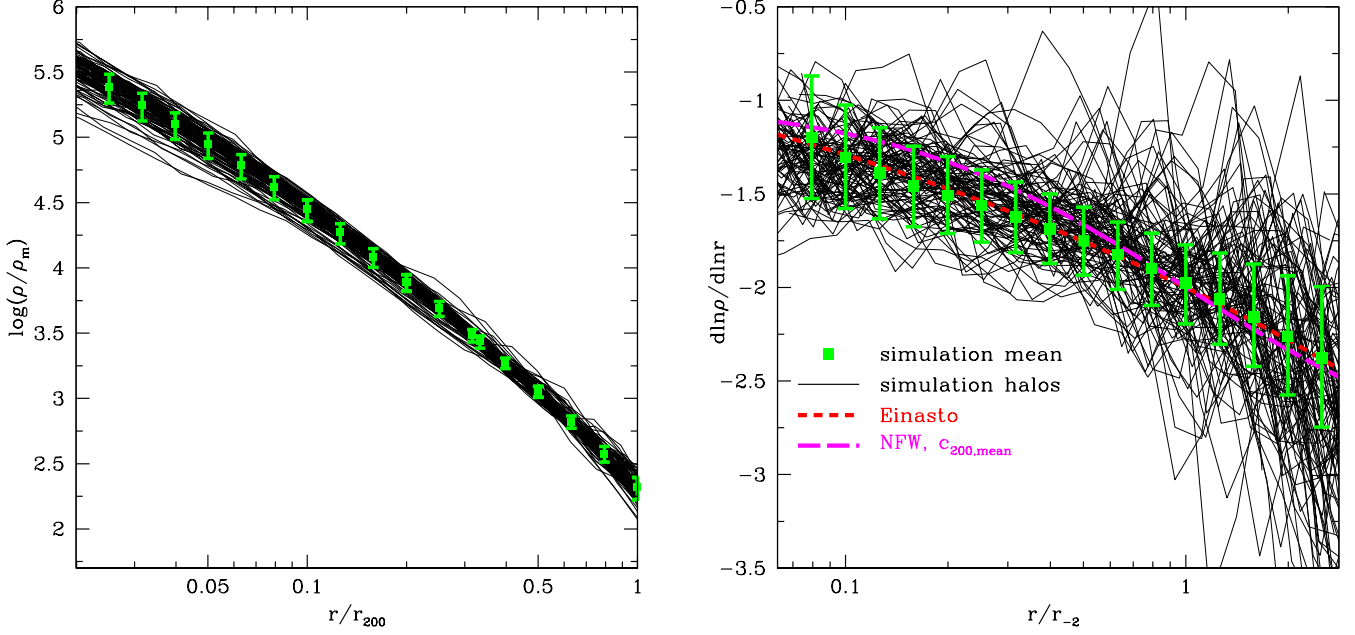 6
5.5
5
4.5
4
3.5
3
2.5
2
log(ρ/ρm)
0.05
0.1
0.2
0.5
1
r/r200
−0.5
−1
−1.5
−2
−2.5
−3
−3.5
dlnρ/dlnr
simulation mean
simulation halos
Einasto
NFW, c200,mean
0.1
1
r/r−2